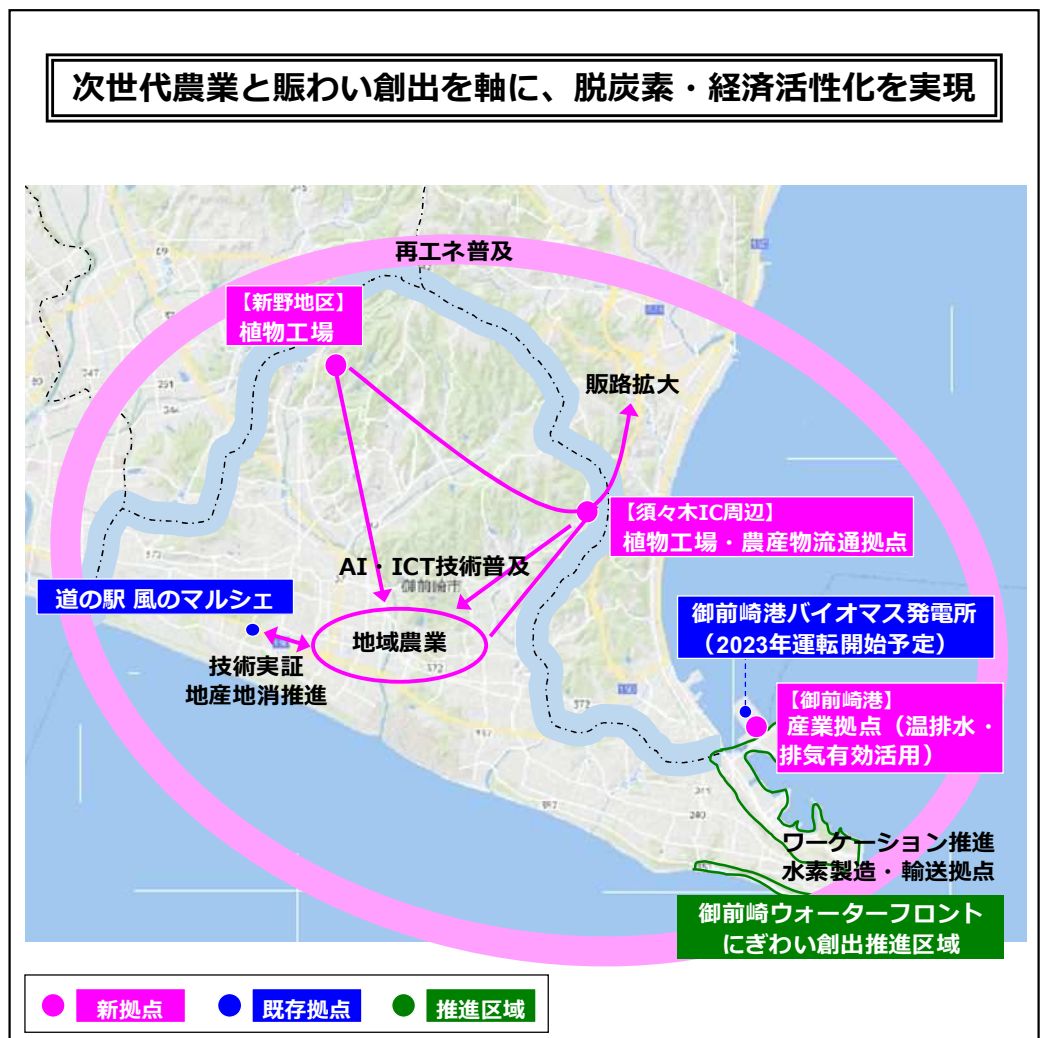 次世代農業と賑わい創出を軸に、脱炭素・経済活性化を実現
再エネ普及
【新野地区】
植物工場
販路拡大
【須々木IC周辺】
植物工場・農産物流通拠点
AI・ICT技術普及
御前崎市
道の駅 風のマルシェ
地域農業
技術実証
地産地消推進
御前崎港バイオマス発電所
（2023年運転開始予定）
【御前崎港】
産業拠点（温排水・
排気有効活用）
372
372
372
ワーケーション推進
水素製造・輸送拠点
御前崎ウォーターフロント
にぎわい創出推進区域
新拠点
既存拠点
推進区域